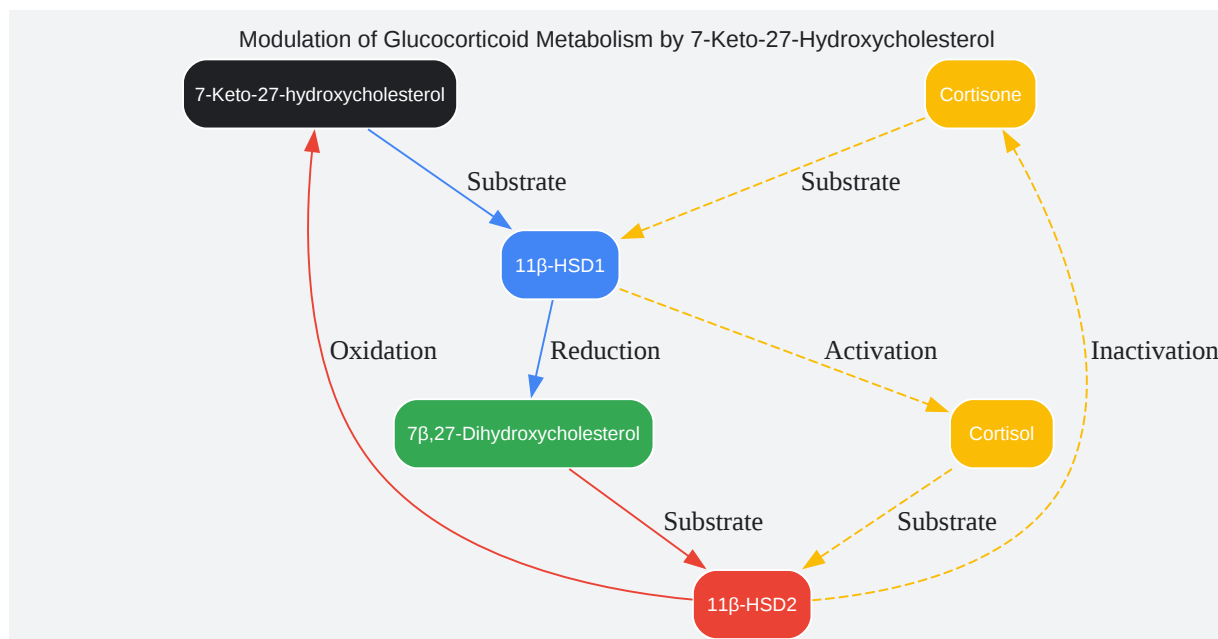 Modulation of Glucocorticoid Metabolism by 7-Keto-27-Hydroxycholesterol
7-Keto-27-hydroxycholesterol
Cortisone
Substrate
Substrate
11β-HSD1
Oxidation
Reduction
Activation
Inactivation
7β,27-Dihydroxycholesterol
Cortisol
Substrate
Substrate
11β-HSD2